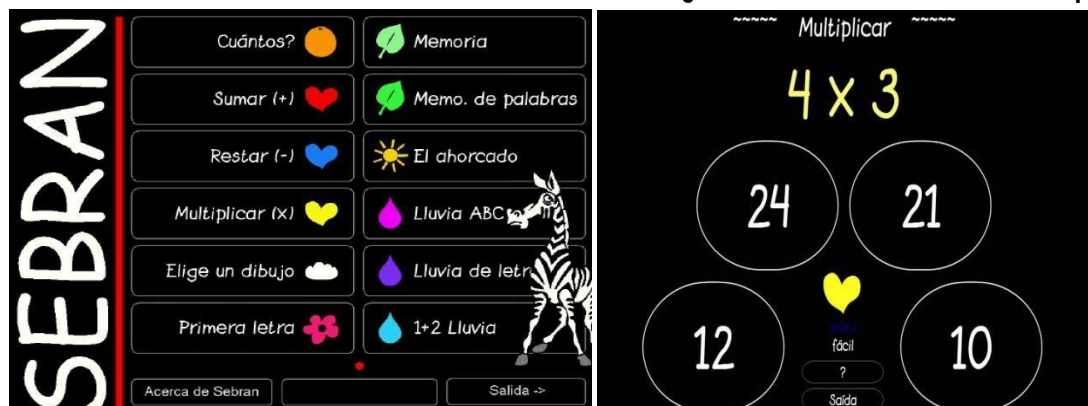 SEBRAN
Cuántos?
Memoria
Sumar (+)
Memo. de palabras
Restar (-)
El ahorcado
Multiplicar (x)
Lluvia ABC
Elige un dibujo
Lluvia de letr
Primera letra
1+2 Lluvia
Acerca de Sebran
Salida ->
~~~~~ Multiplicar ~~~~~
4 x 3
24
21
12
10
fácil
?
Saída